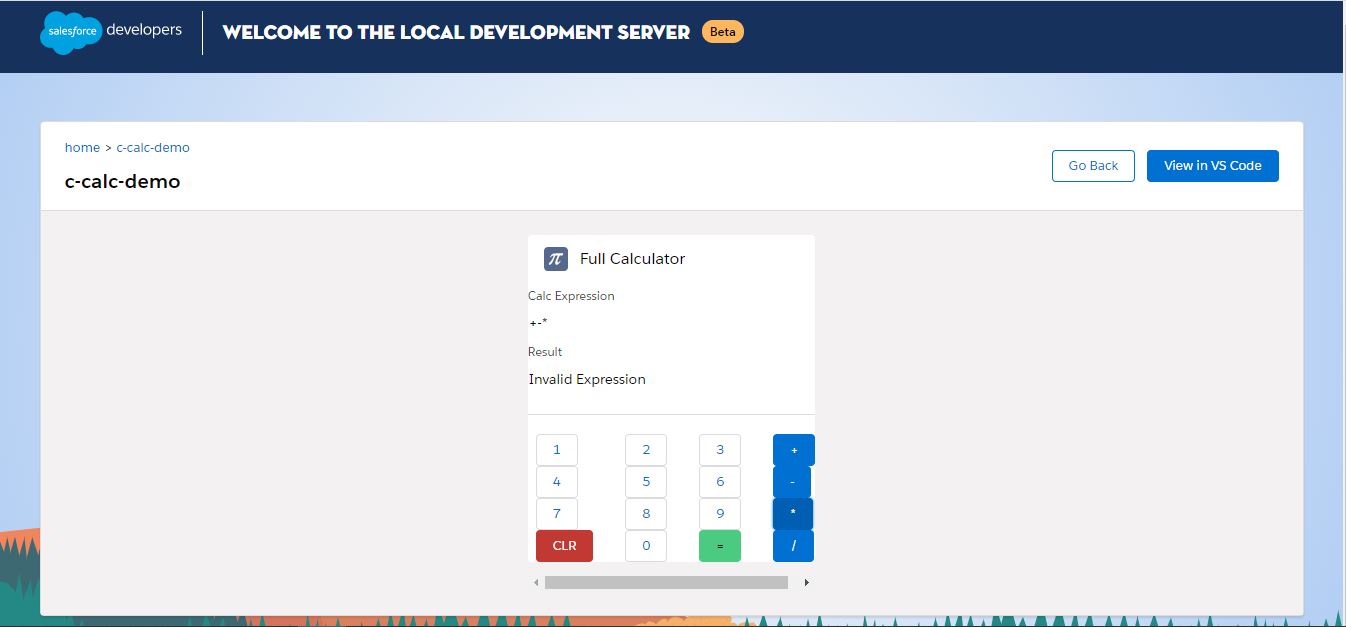 salesforce developers WELCOME TO THE LOCAL DEVELOPMENT SERVER Beta
home > c-calc-demo
c-calc-demo
Go Back View in VS Code
π Full Calculator
Calc Expression
+-*
Result
Invalid Expression
1 2 3 +
4 5 6 -
7 8 9 *
CLR 0 = /